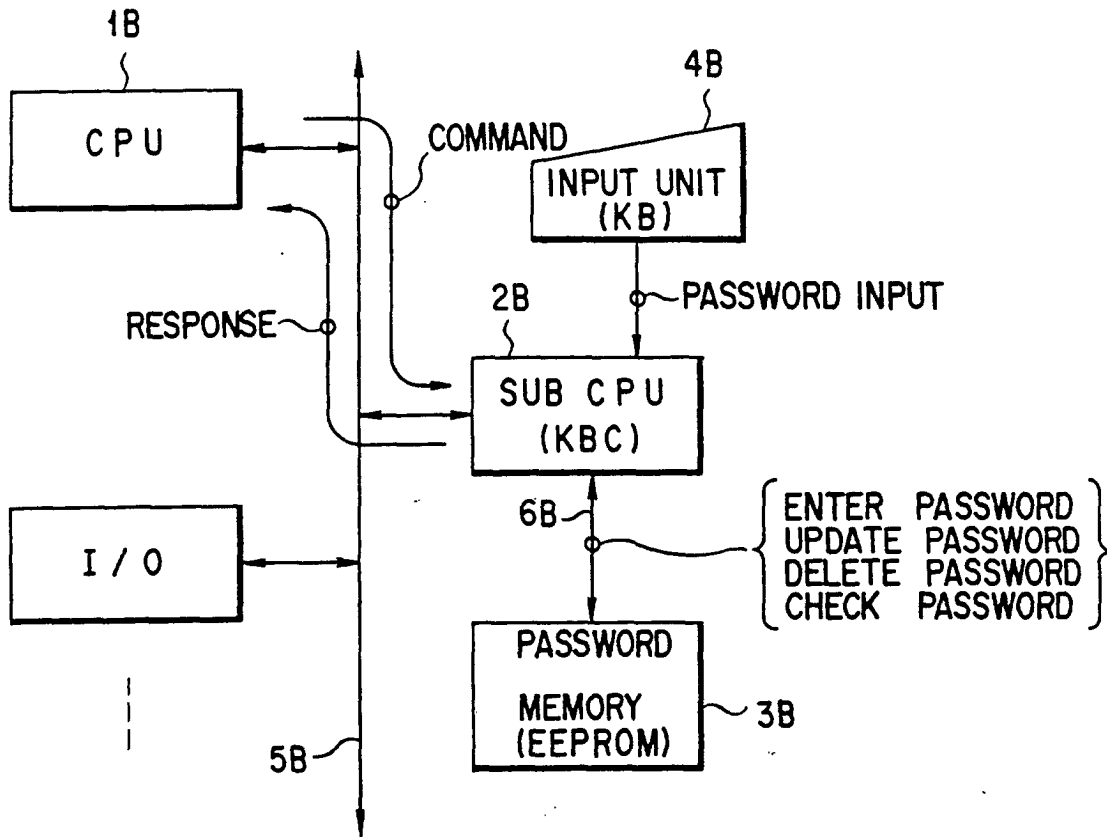 1B
CPU
COMMAND
4B
INPUT UNIT
(KB)
PASSWORD INPUT
RESPONSE
2B
SUB CPU
(KBC)
6B
ENTER PASSWORD
UPDATE PASSWORD
DELETE PASSWORD
CHECK PASSWORD
I/O
PASSWORD
MEMORY
(EEPROM)
3B
5B